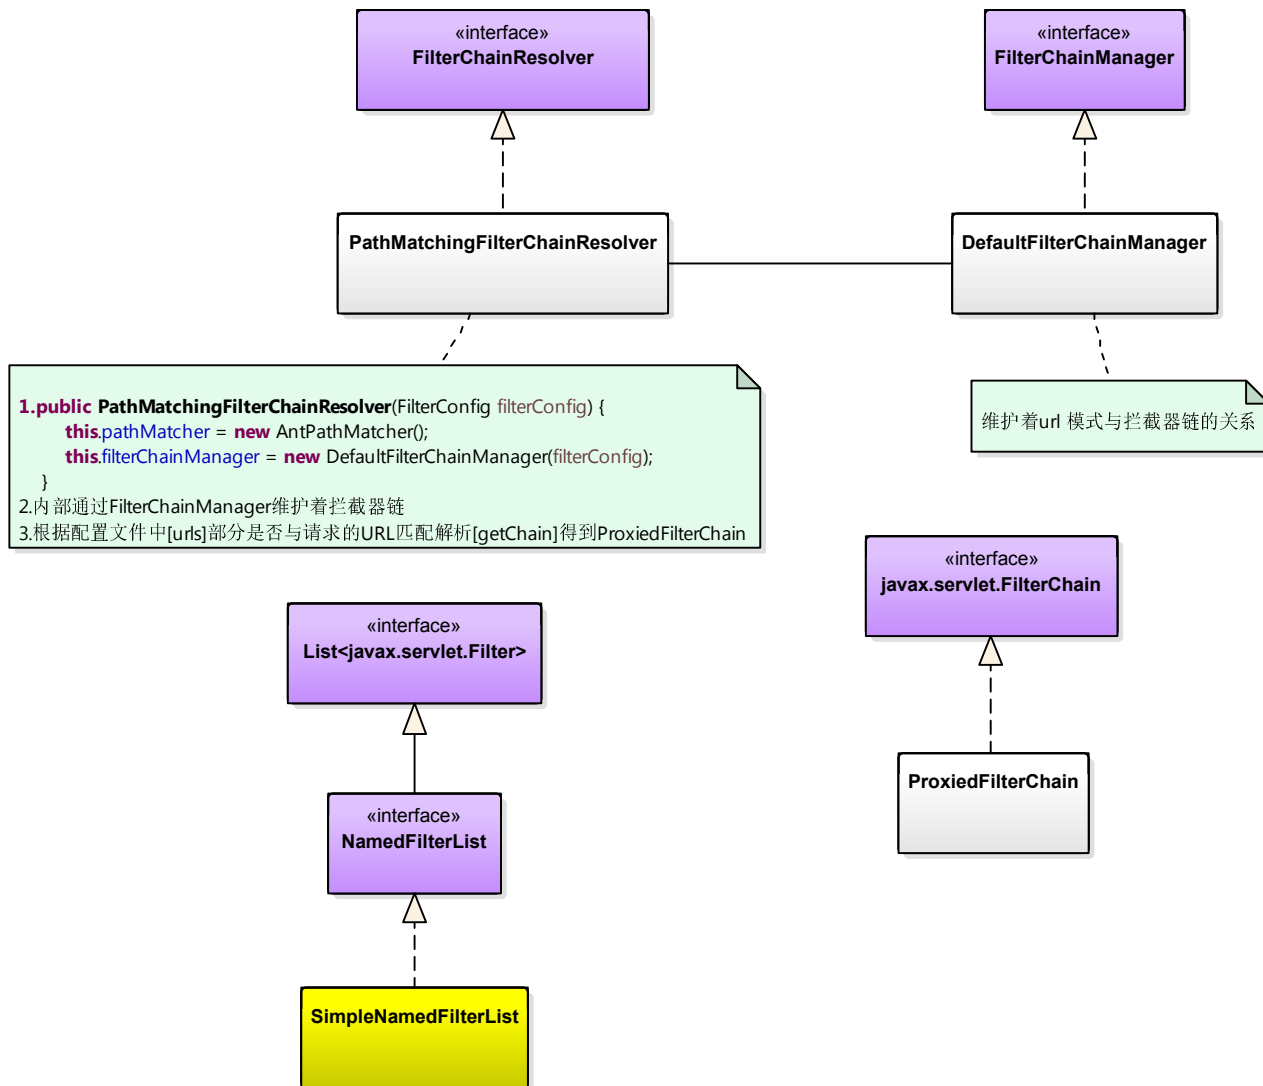 «interface»
FilterChainResolver
«interface»
FilterChainManager
PathMatchingFilterChainResolver
DefaultFilterChainManager
1.public PathMatchingFilterChainResolver(FilterConfig filterConfig) {
this.pathMatcher = new AntPathMatcher();
this.filterChainManager = new DefaultFilterChainManager(filterConfig);
}
2.内部通过FilterChainManager维护着拦截器链
3.根据配置文件中[urls]部分是否与请求的URL匹配解析[getChain]得到ProxiedFilterChain
维护着url 模式与拦截器链的关系
«interface»
javax.servlet.FilterChain
«interface»
List<javax.servlet.Filter>
ProxiedFilterChain
«interface»
NamedFilterList
SimpleNamedFilterList